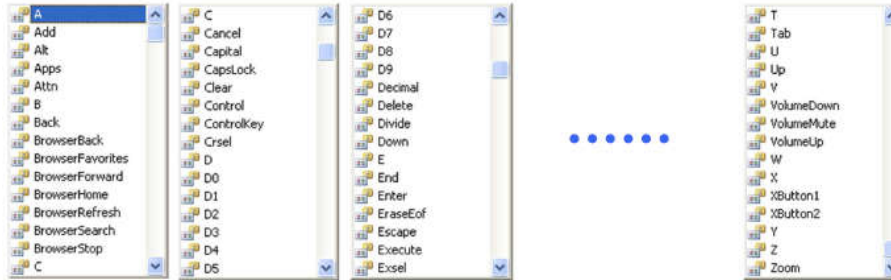 A
Add
Alt
Apps
Attn
B
Back
BrowserBack
BrowserFavorites
BrowserForward
BrowserHome
BrowserRefresh
BrowserSearch
BrowserStop
C
C
Cancel
Capital
CapsLock
Clear
Control
ControlKey
Crsel
D
D0
D1
D2
D3
D4
D5
D6
D7
D8
D9
Decimal
Delete
Divide
Down
E
End
Enter
EraseEof
Escape
Execute
Exsel
T
Tab
U
Up
V
VolumeDown
VolumeMute
VolumeUp
W
X
XButton1
XButton2
Y
Z
Zoom